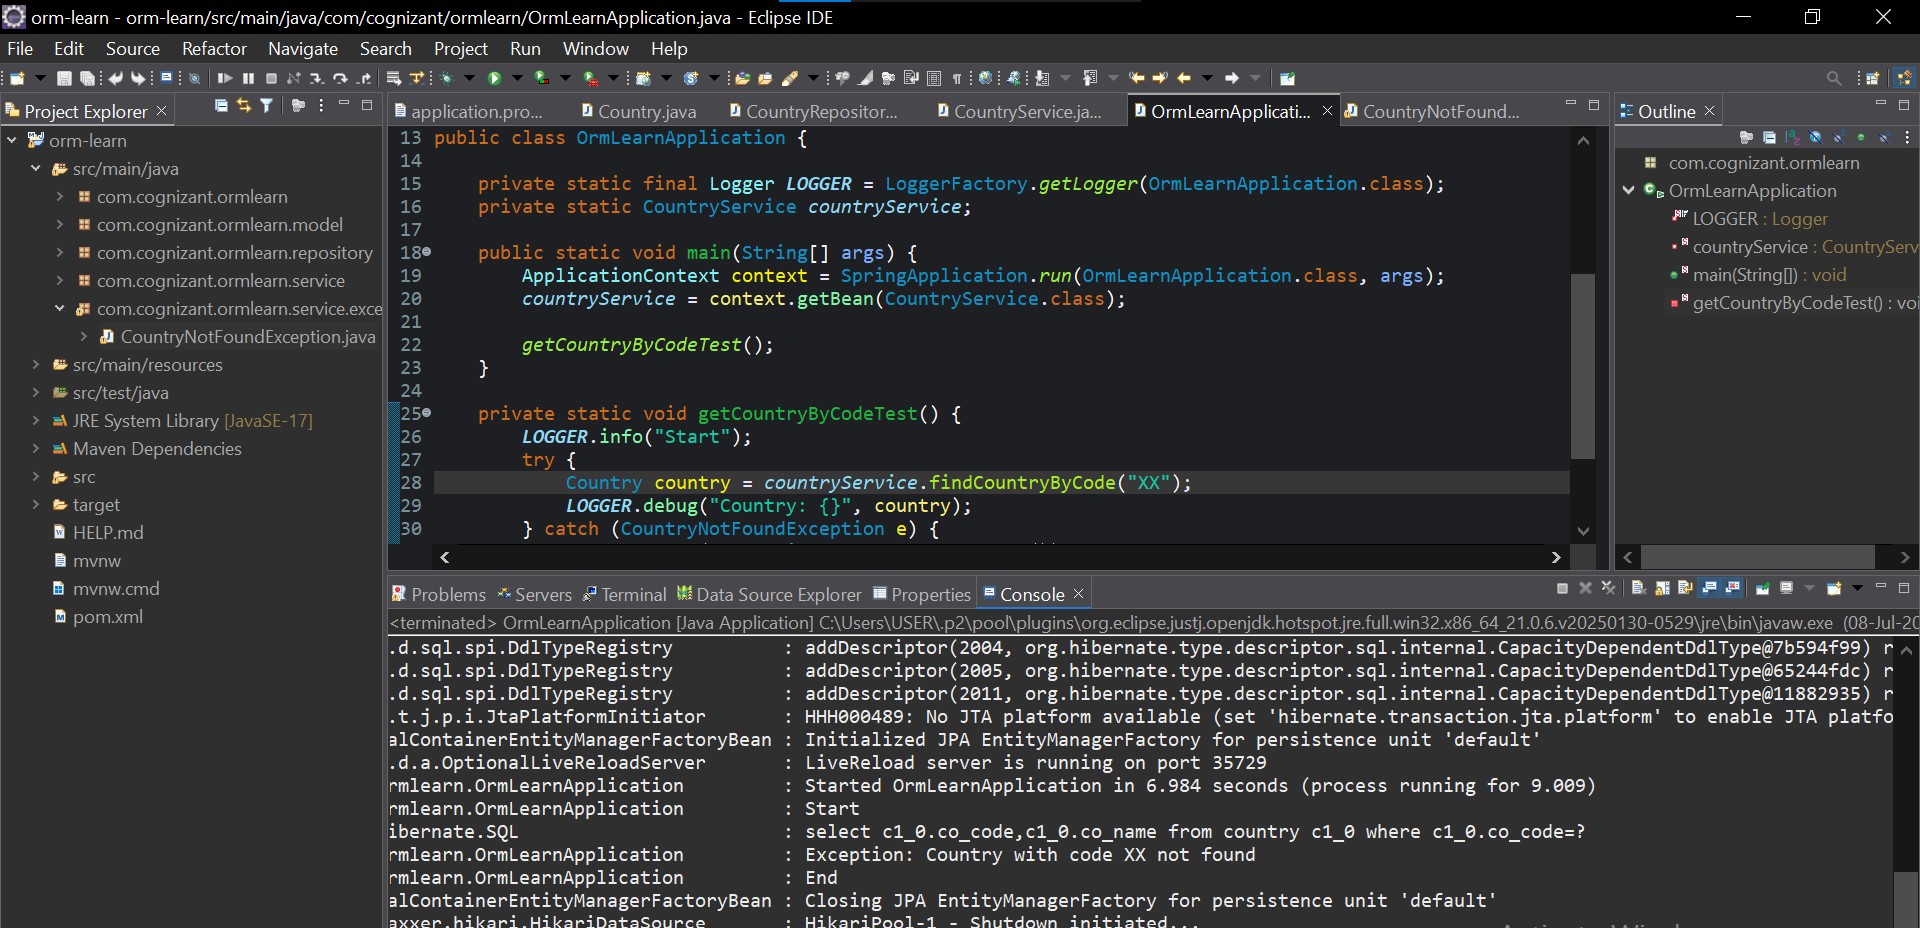 orm-learn - orm-learn/src/main/java/com/cognizant/ormlearn/OrmLearnApplication.java - Eclipse IDE
File Edit Source Refactor Navigate Search Project Run Window Help
Project Explorer
orm-learn
src/main/java
com.cognizant.ormlearn
com.cognizant.ormlearn.model
com.cognizant.ormlearn.repository
com.cognizant.ormlearn.service
com.cognizant.ormlearn.service.exce
CountryNotFoundException.java
src/main/resources
src/test/java
JRE System Library [JavaSE-17]
Maven Dependencies
src
target
HELP.md
mvnw
mvnw.cmd
pom.xml
application.pro... Country.java CountryRepositor... CountryService.ja... OrmLearnApplicati... CountryNotFound...
13 public class OrmLearnApplication {
14
15 private static final Logger LOGGER = LoggerFactory.getLogger(OrmLearnApplication.class);
16 private static CountryService countryService;
17
18 public static void main(String[] args) {
19 ApplicationContext context = SpringApplication.run(OrmLearnApplication.class, args);
20 countryService = context.getBean(CountryService.class);
21
22 getCountryByCodeTest();
23 }
24
25 private static void getCountryByCodeTest() {
26 LOGGER.info("Start");
27 try {
28 Country country = countryService.findCountryByCode("XX");
29 LOGGER.debug("Country: {}", country);
30 } catch (CountryNotFoundException e) {
Outline
com.cognizant.ormlearn
OrmLearnApplication
LOGGER : Logger
countryService : CountryServ
main(String[]) : void
getCountryByCodeTest() : voi
Problems Servers Terminal Data Source Explorer Properties Console
<terminated> OrmLearnApplication [Java Application] C:\Users\USER\.p2\pool\plugins\org.eclipse.justj.openjdk.hotspot.jre.full.win32.x86_64_21.0.6.v20250130-0529\jre\bin\javaw.exe (08-Jul-20
.d.sql.spi.DdlTypeRegistry : addDescriptor(2004, org.hibernate.type.descriptor.sql.internal.CapacityDependentDdlType@7b594f99) r
.d.sql.spi.DdlTypeRegistry : addDescriptor(2005, org.hibernate.type.descriptor.sql.internal.CapacityDependentDdlType@65244fdc) r
.d.sql.spi.DdlTypeRegistry : addDescriptor(2011, org.hibernate.type.descriptor.sql.internal.CapacityDependentDdlType@11882935) r
.t.j.p.i.JtaPlatformInitiator : HHH000489: No JTA platform available (set 'hibernate.transaction.jta.platform' to enable JTA platfo
alContainerEntityManagerFactoryBean : Initialized JPA EntityManagerFactory for persistence unit 'default'
.d.a.OptionalLiveReloadServer : LiveReload server is running on port 35729
rmlearn.OrmLearnApplication : Started OrmLearnApplication in 6.984 seconds (process running for 9.009)
rmlearn.OrmLearnApplication : Start
ibernate.SQL : select c1_0.co_code,c1_0.co_name from country c1_0 where c1_0.co_code=?
rmlearn.OrmLearnApplication : Exception: Country with code XX not found
rmlearn.OrmLearnApplication : End
alContainerEntityManagerFactoryBean : Closing JPA EntityManagerFactory for persistence unit 'default'
axxer.hikari.HikariDataSource : HikariPool-1 - Shutdown initiated...